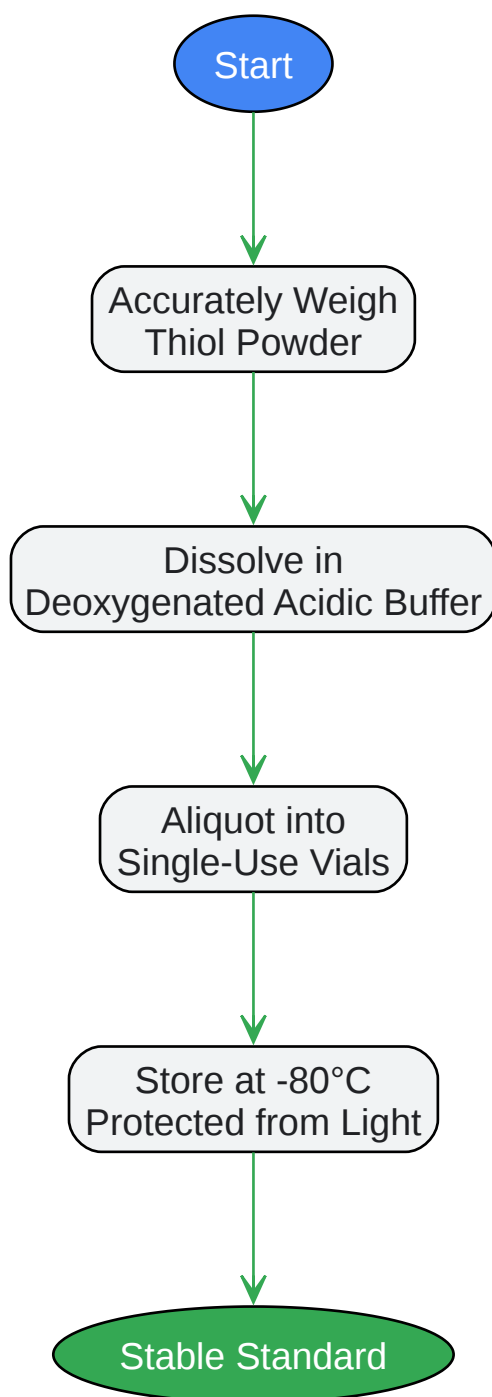 Start
Accurately Weigh
Thiol Powder
Dissolve in
Deoxygenated Acidic Buffer
Aliquot into
Single-Use Vials
Store at -80°C
Protected from Light
Stable Standard